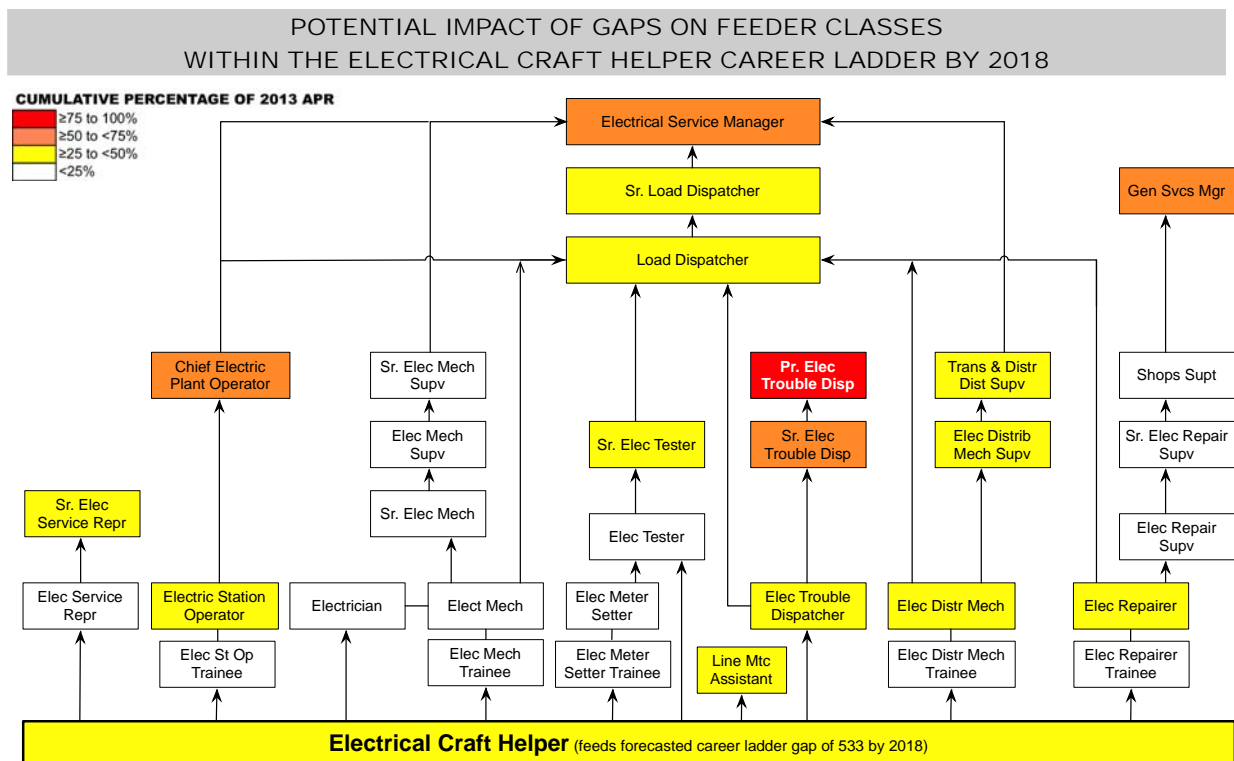 POTENTIAL IMPACT OF GAPS ON FEEDER CLASSES
WITHIN THE ELECTRICAL CRAFT HELPER CAREER LADDER BY 2018
CUMULATIVE PERCENTAGE OF 2013 APR
≥75 to 100%
≥50 to <75%
≥25 to <50%
<25%
Electrical Service Manager
Sr. Load Dispatcher
Gen Svcs Mgr
Load Dispatcher
Chief Electric
Plant Operator
Sr. Elec Mech
Supv
Pr. Elec
Trouble Disp
Trans & Distr
Dist Supv
Shops Supt
Elec Mech
Supv
Sr. Elec Tester
Sr. Elec
Trouble Disp
Elec Distrib
Mech Supv
Sr. Elec Repair
Supv
Sr. Elec
Service Repr
Sr. Elec Mech
Elec Tester
Elec Repair
Supv
Elec Service
Repr
Electric Station
Operator
Electrician
Elect Mech
Elec Meter
Setter
Elec Trouble
Dispatcher
Elec Distr Mech
Elec Repairer
Elec St Op
Trainee
Elec Mech
Trainee
Elec Meter
Setter Trainee
Line Mtc
Assistant
Elec Distr Mech
Trainee
Elec Repairer
Trainee
Electrical Craft Helper (feeds forecasted career ladder gap of 533 by 2018)